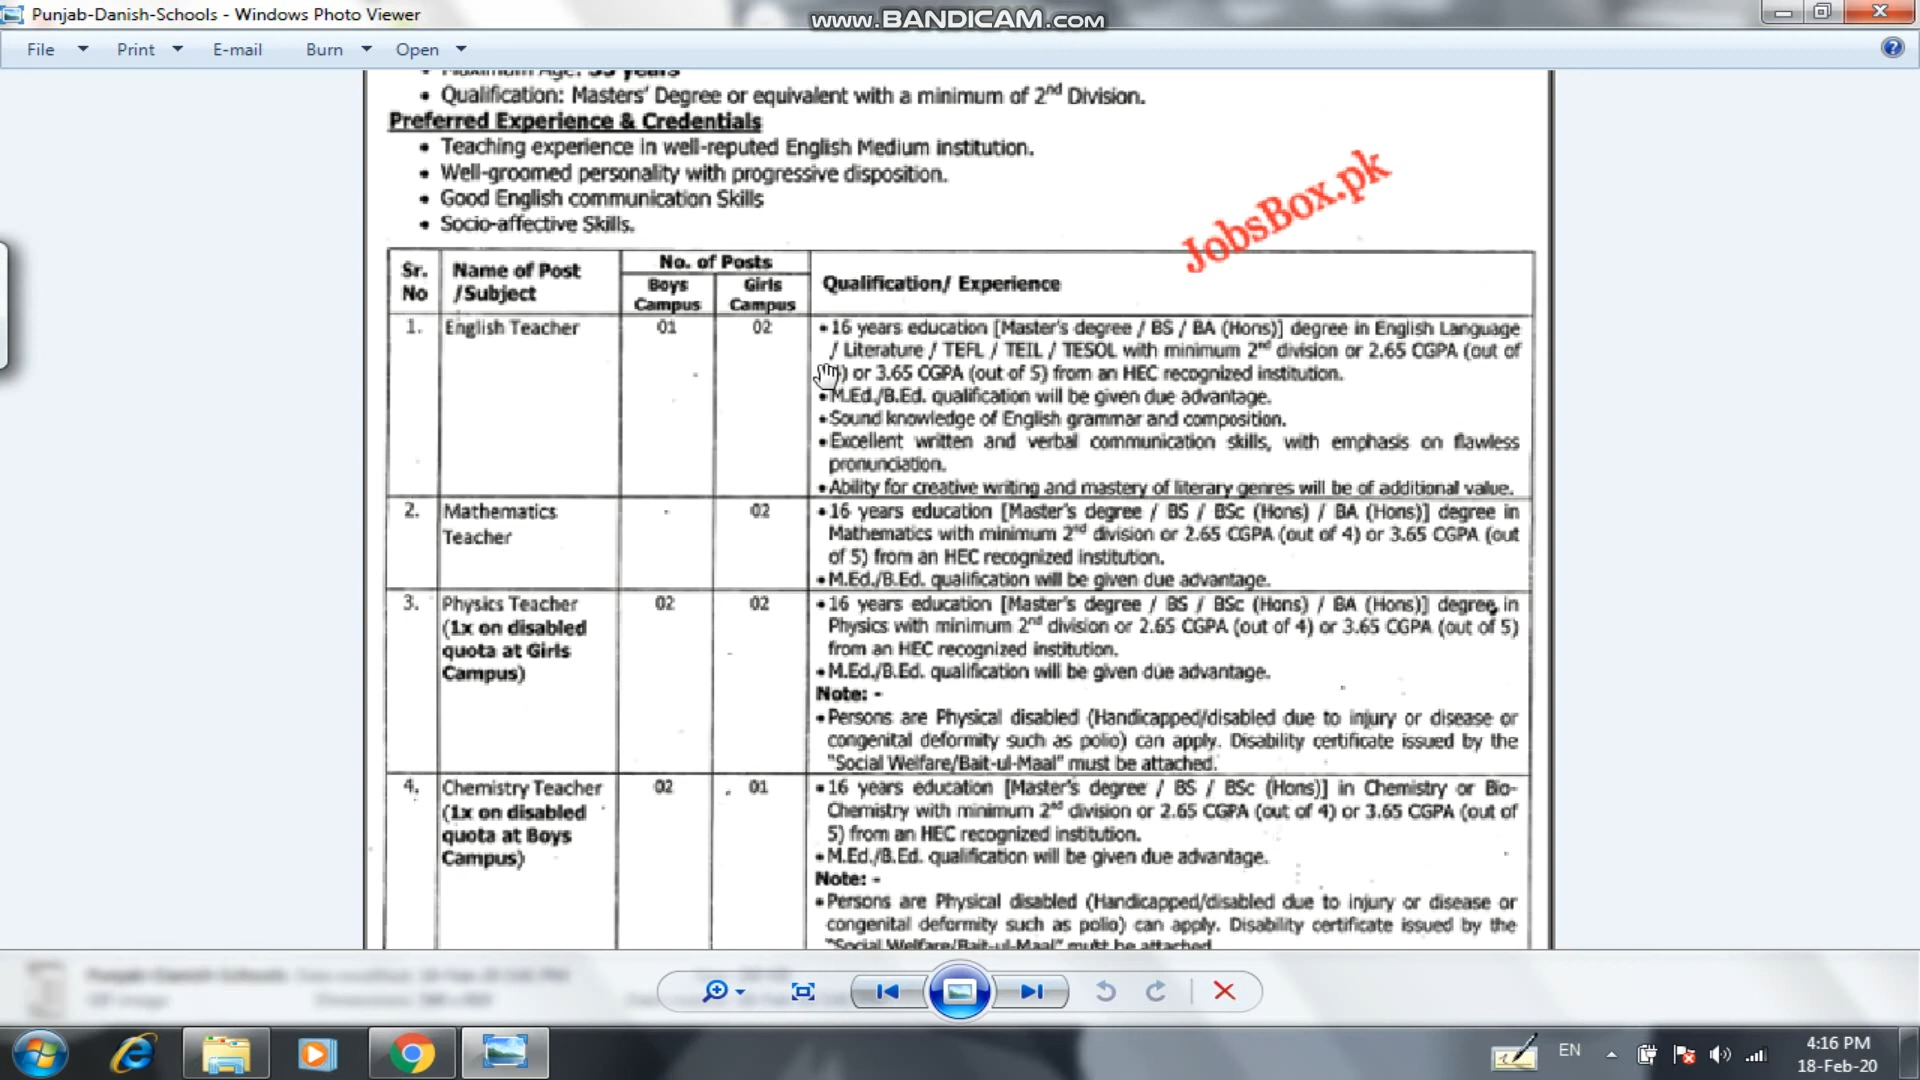 Punjab-Danish-Schools - Windows Photo Viewer
www.BANDICAM.com
File Print E-mail Burn Open
Maximum Age: 35 years
• Qualification: Masters' Degree or equivalent with a minimum of 2nd Division.
Preferred Experience & Credentials
• Teaching experience in well-reputed English Medium institution.
• Well-groomed personality with progressive disposition.
• Good English communication Skills
• Socio-affective Skills.
JobsBox.pk
Sr. No
Name of Post /Subject
No. of Posts
Boys Campus
Girls Campus
Qualification/ Experience
1.
English Teacher
01
02
• 16 years education [Master's degree / BS / BA (Hons)] degree in English Language
/ Literature / TEFL / TEIL / TESOL with minimum 2nd division or 2.65 CGPA (out of
) or 3.65 CGPA (out of 5) from an HEC recognized institution.
• M.Ed./B.Ed. qualification will be given due advantage.
• Sound knowledge of English grammar and composition.
• Excellent written and verbal communication skills, with emphasis on flawless
pronunciation.
• Ability for creative writing and mastery of literary genres will be of additional value.
2.
Mathematics
Teacher
-
02
• 16 years education [Master's degree / BS / BSc (Hons) / BA (Hons)] degree in
Mathematics with minimum 2nd division or 2.65 CGPA (out of 4) or 3.65 CGPA (out
of 5) from an HEC recognized institution.
• M.Ed./B.Ed. qualification will be given due advantage.
3.
Physics Teacher
(1x on disabled
quota at Girls
Campus)
02
02
• 16 years education [Master's degree / BS / BSc (Hons) / BA (Hons)] degree in
Physics with minimum 2nd division or 2.65 CGPA (out of 4) or 3.65 CGPA (out of 5)
from an HEC recognized institution.
• M.Ed./B.Ed. qualification will be given due advantage.
Note: -
• Persons are Physical disabled (Handicapped/disabled due to injury or disease or
congenital deformity such as polio) can apply. Disability certificate issued by the
"Social Welfare/Bait-ul-Maal" must be attached.
4.
Chemistry Teacher
(1x on disabled
quota at Boys
Campus)
02
01
• 16 years education [Master's degree / BS / BSc (Hons)] in Chemistry or Bio-
Chemistry with minimum 2nd division or 2.65 CGPA (out of 4) or 3.65 CGPA (out of
5) from an HEC recognized institution.
• M.Ed./B.Ed. qualification will be given due advantage.
Note: -
• Persons are Physical disabled (Handicapped/disabled due to injury or disease or
congenital deformity such as polio) can apply. Disability certificate issued by the
"Social Welfare/Bait-ul-Maal" must be attached
Punjab-Danish-Schools
EN
4:16 PM
18-Feb-20